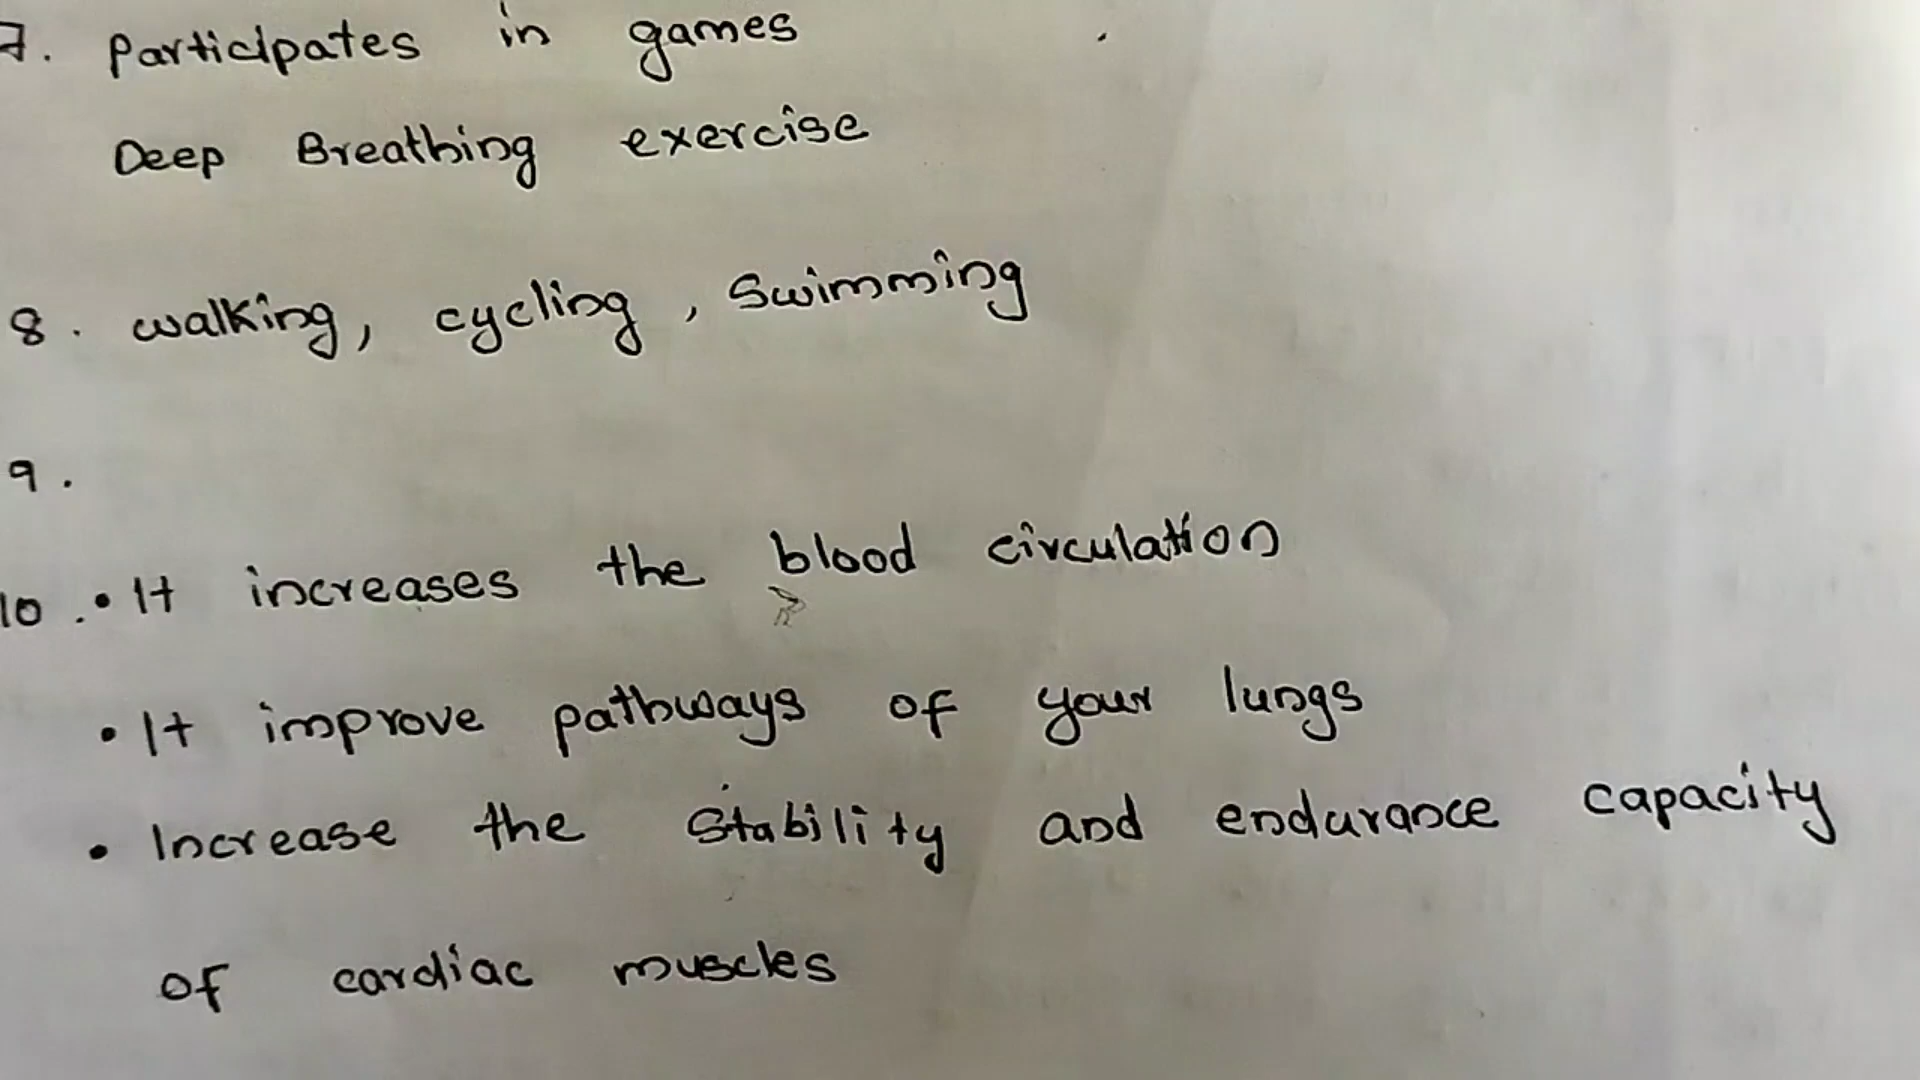 7. Participates in games
Deep Breathing exercise
8. walking, cycling, Swimming
9.
10. • It increases the blood circulation
• It improve pathways of your lungs
• Increase the Stability and endurance capacity
of cardiac muscles